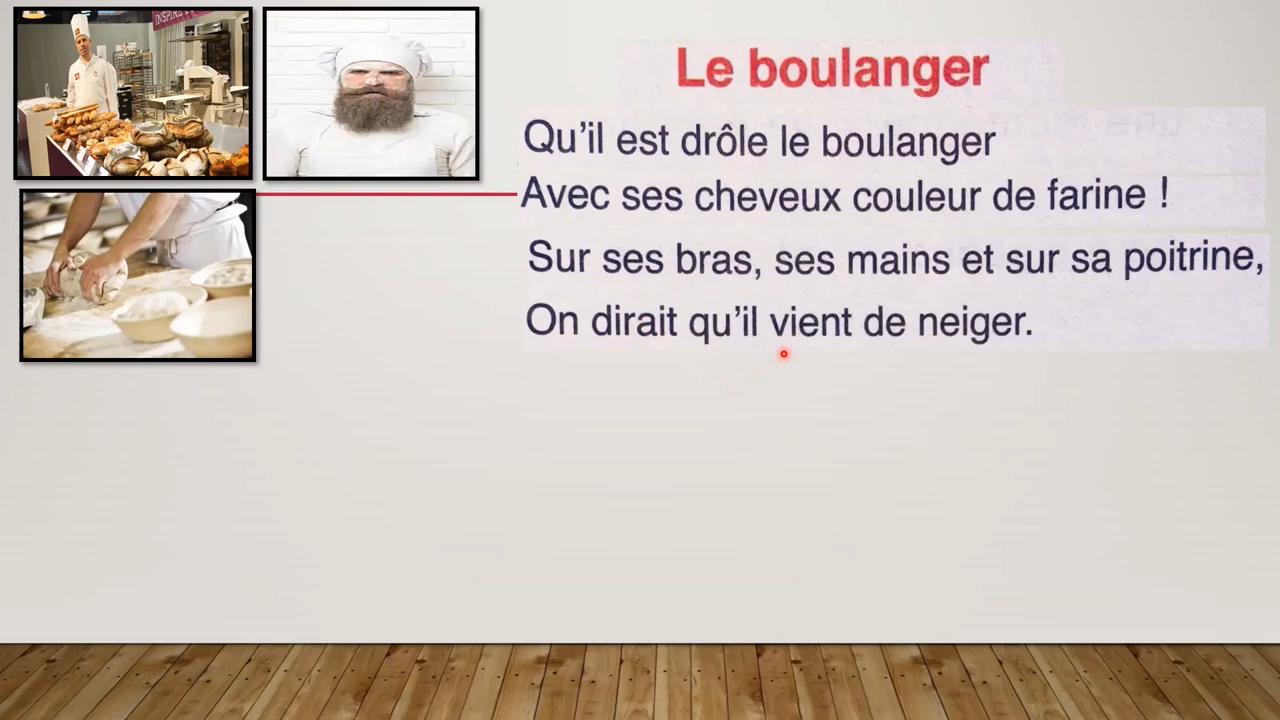 INSPIRE
Le boulanger
Qu'il est drôle le boulanger
Avec ses cheveux couleur de farine !
Sur ses bras, ses mains et sur sa poitrine,
On dirait qu'il vient de neiger.